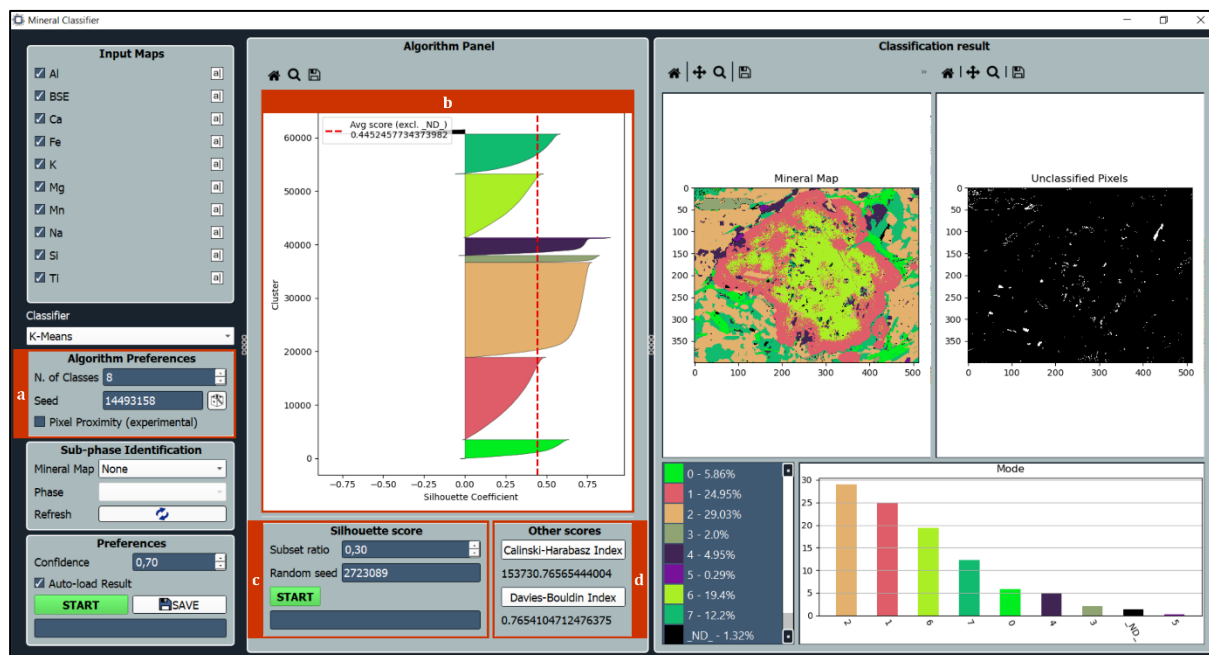 Mineral Classifier
Input Maps
Al
BSE
Ca
Fe
K
Mg
Mn
Na
Si
Ti
Classifier
K-Means
a
Algorithm Preferences
N. of Classes 8
Seed 14493158
Pixel Proximity (experimental)
Sub-phase Identification
Mineral Map None
Phase
Refresh
Preferences
Confidence 0,70
Auto-load Result
START SAVE
Algorithm Panel
b
Avg score (excl. _ND_)
0.4452457734373982
60000
50000
40000
30000
20000
10000
0
Cluster
−0.75 −0.50 −0.25 0.00 0.25 0.50 0.75
Silhouette Coefficient
c
Silhouette score
Subset ratio 0,30
Random seed 2723089
START
Other scores
d
Calinski-Harabasz Index
153730.76565444004
Davies-Bouldin Index
0.7654104712476375
Classification result
Mineral Map
0
50
100
150
200
250
300
350
0 100 200 300 400 500
Unclassified Pixels
0
50
100
150
200
250
300
350
0 100 200 300 400 500
0 - 5.86%
1 - 24.95%
2 - 29.03%
3 - 2.0%
4 - 4.95%
5 - 0.29%
6 - 19.4%
7 - 12.2%
_ND_ - 1.32%
Mode
30
25
20
15
10
5
0
2 1 6 7 0 4 3 _ND_ 5